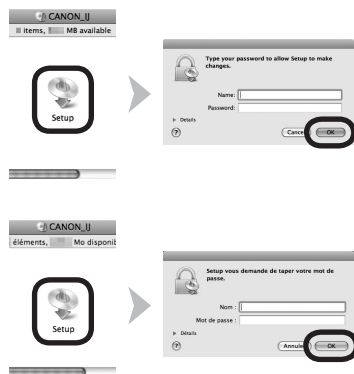 CANON_IJ
items, MB available
Setup
Type your password to allow Setup to make
changes.
Name:
Password:
Details
?
Cancel
OK
CANON_IJ
éléments, Mo disponib
Setup
Setup vous demande de taper votre mot de
passe.
Nom :
Mot de passe :
Détails
?
Annuler
OK